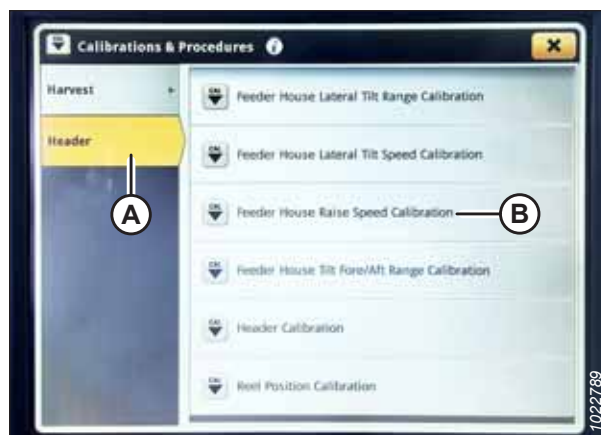 Calibrations & Procedures
Harvest
Header
Feeder House Lateral Tilt Range Calibration
Feeder House Lateral Tilt Speed Calibration
Feeder House Raise Speed Calibration
Feeder House Tilt Fore/Aft Range Calibration
Header Calibration
Reel Position Calibration
A
B
1022789